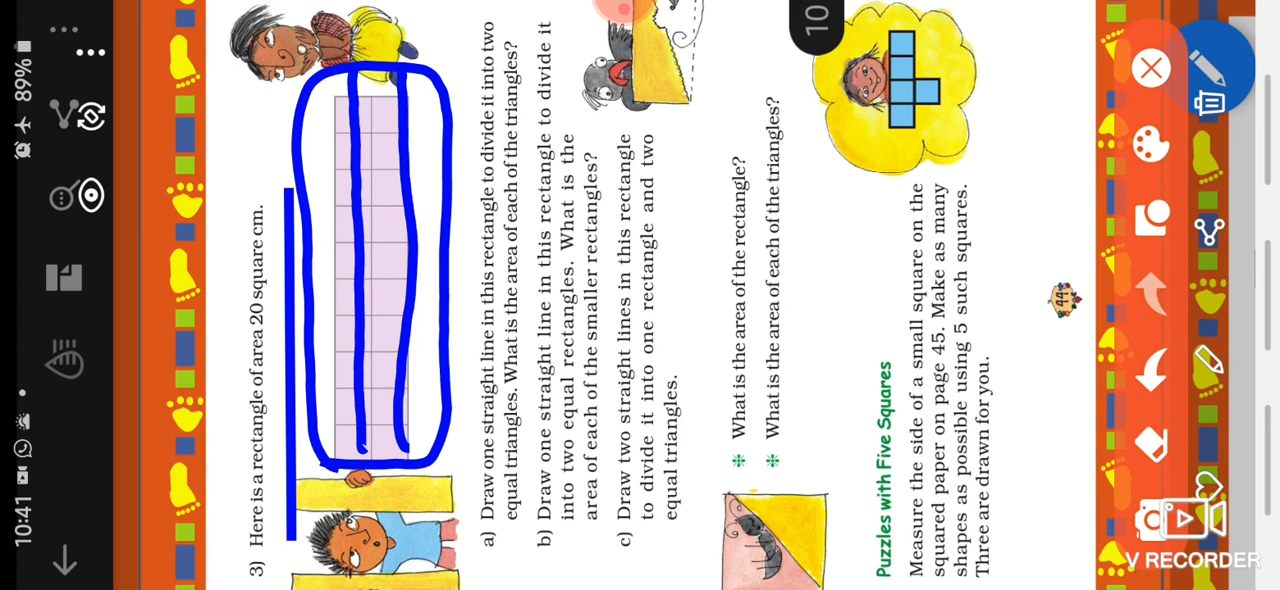 10:41
89%
3) Here is a rectangle of area 20 square cm.
a) Draw one straight line in this rectangle to divide it into two
equal triangles. What is the area of each of the triangles?
b) Draw one straight line in this rectangle to divide it
into two equal rectangles. What is the
area of each of the smaller rectangles?
c) Draw two straight lines in this rectangle
to divide it into one rectangle and two
equal triangles.
What is the area of the rectangle?
What is the area of each of the triangles?
Puzzles with Five Squares
Measure the side of a small square on the
squared paper on page 45. Make as many
shapes as possible using 5 such squares.
Three are drawn for you.
44
10
V RECORDER